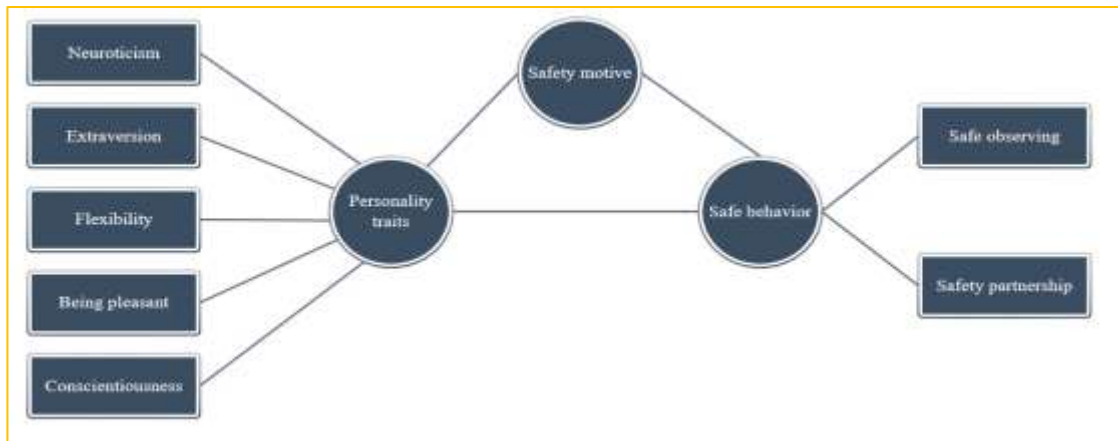 Neuroticism
Extraversion
Flexibility
Being pleasant
Conscientiousness
Personality
traits
Safety motive
Safe behavior
Safe observing
Safety partnership